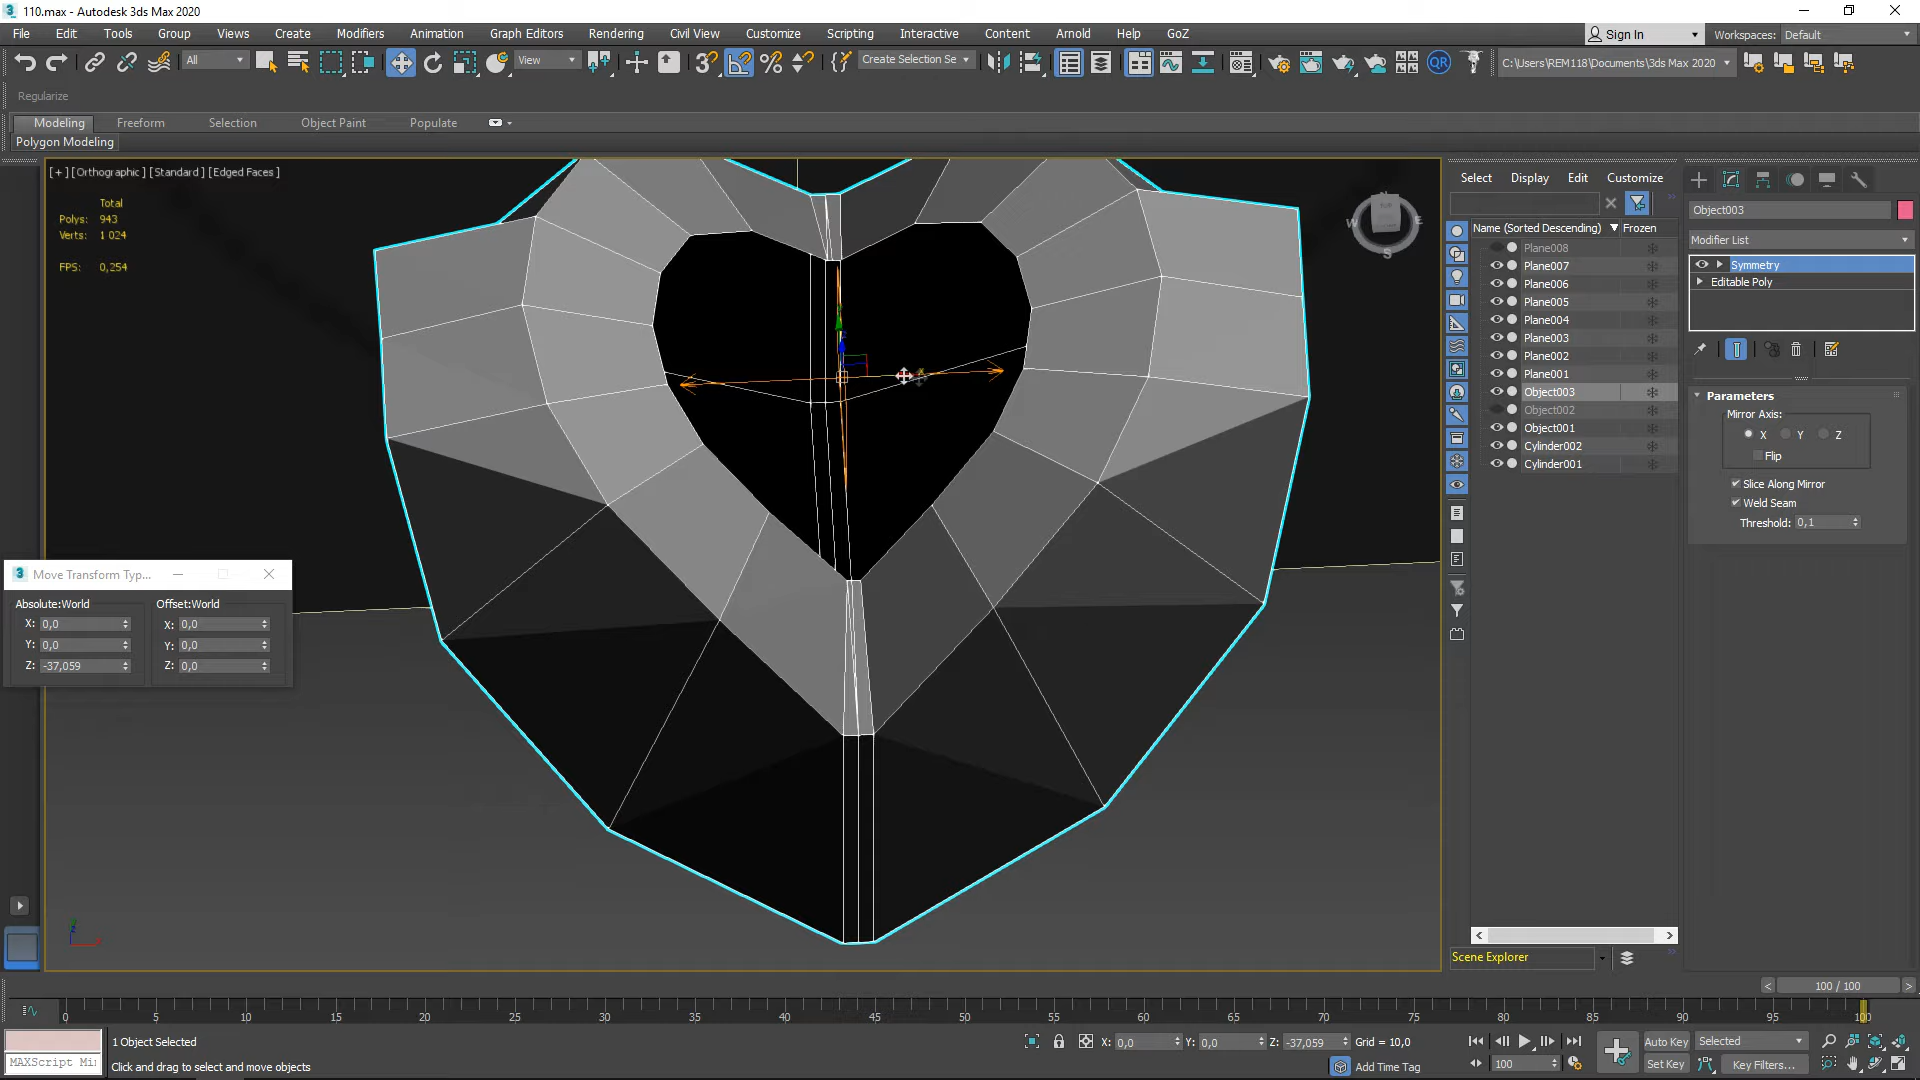 110.max - Autodesk 3ds Max 2020
File Edit Tools Group Views Create Modifiers Animation Graph Editors Rendering Civil View Customize Scripting Interactive Content Arnold Help GoZ
Sign In Workspaces: Default
All View Create Selection Se QR C:\Users\REM118\Documents\3ds Max 2020
Regularize
Modeling Freeform Selection Object Paint Populate
Polygon Modeling
[ + ] [Orthographic ] [Standard ] [Edged Faces ]
Total
Polys: 943
Verts: 1 024
FPS: 0,254
W E S
Move Transform Typ...
Absolute:World Offset:World
X: 0,0 X: 0,0
Y: 0,0 Y: 0,0
Z: -37,059 Z: 0,0
Select Display Edit Customize
Name (Sorted Descending) Frozen
Plane008
Plane007
Plane006
Plane005
Plane004
Plane003
Plane002
Plane001
Object003
Object002
Object001
Cylinder002
Cylinder001
Scene Explorer
Object003
Modifier List
Symmetry
Editable Poly
Parameters
Mirror Axis:
X Y Z
Flip
Slice Along Mirror
Weld Seam
Threshold: 0,1
100 / 100
0 5 10 15 20 25 30 35 40 45 50 55 60 65 70 75 80 85 90 95 100
1 Object Selected X: 0,0 Y: 0,0 Z: -37,059 Grid = 10,0 Auto Key Selected
MAXScript Mi Click and drag to select and move objects Add Time Tag 100 Set Key Key Filters...